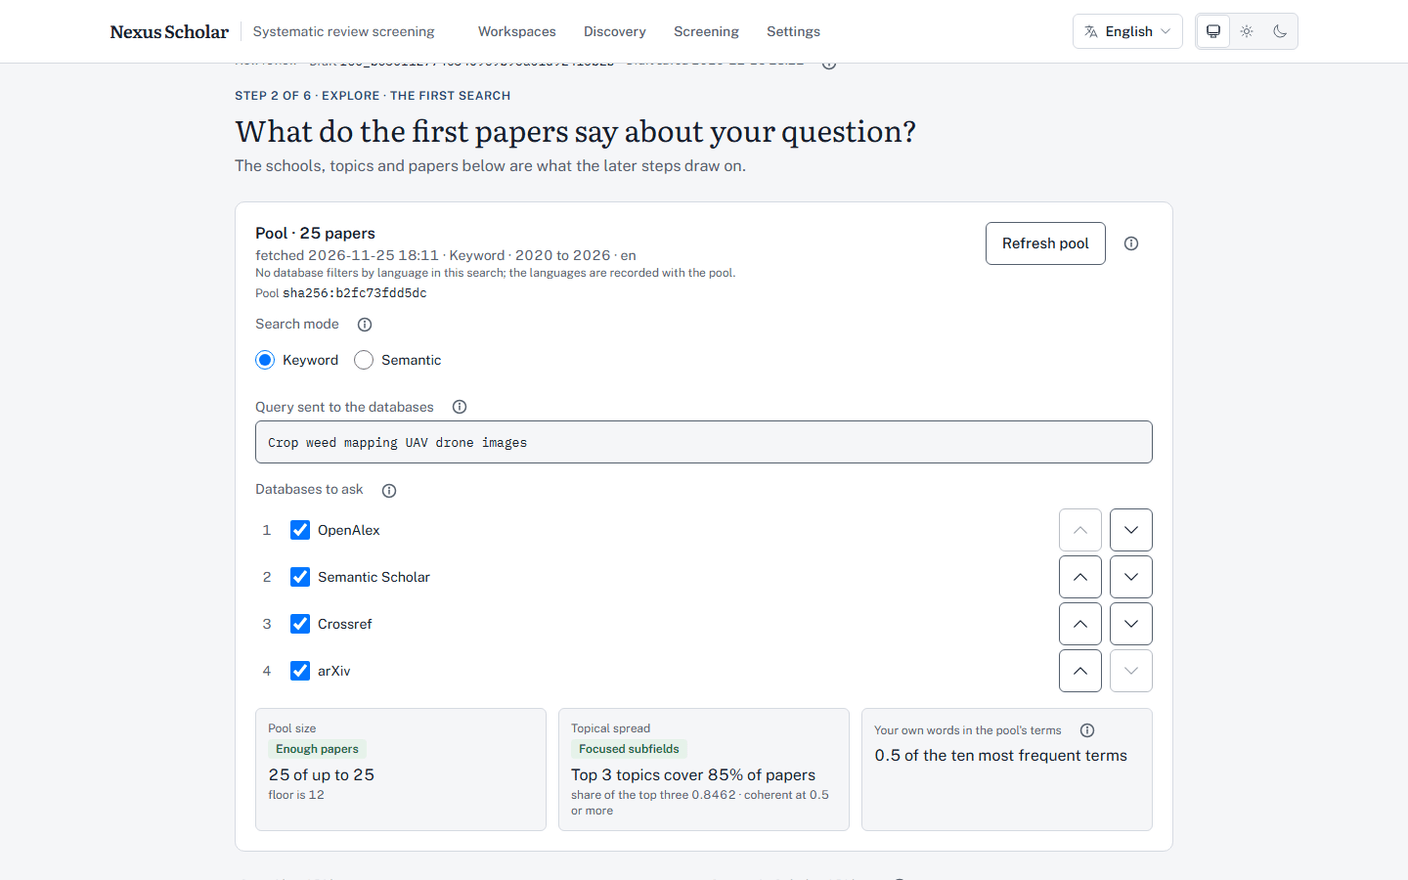 Nexus Scholar
Systematic review screening
Workspaces
Discovery
Screening
Settings
English
STEP 2 OF 6 · EXPLORE · THE FIRST SEARCH
What do the first papers say about your question?
The schools, topics and papers below are what the later steps draw on.
Pool · 25 papers
Refresh pool
fetched 2026-11-25 18:11 · Keyword · 2020 to 2026 · en
No database filters by language in this search; the languages are recorded with the pool.
Pool sha256:b2fc73fdd5dc
Search mode
Keyword
Semantic
Query sent to the databases
Crop weed mapping UAV drone images
Databases to ask
1 OpenAlex
2 Semantic Scholar
3 Crossref
4 arXiv
Pool size
Enough papers
25 of up to 25
floor is 12
Topical spread
Focused subfields
Top 3 topics cover 85% of papers
share of the top three 0.8462 · coherent at 0.5
or more
Your own words in the pool's terms
0.5 of the ten most frequent terms